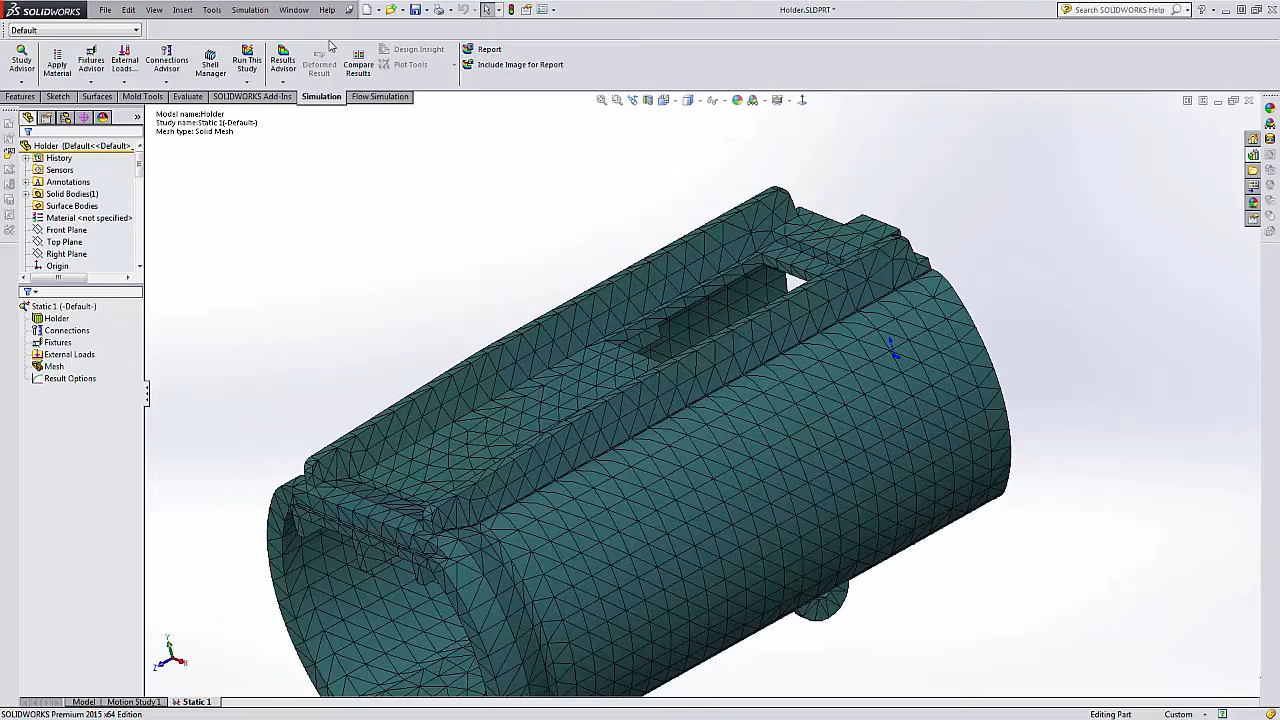 SOLIDWORKS
File Edit View Insert Tools Simulation Window Help
Holder.SLDPRT *
Search SOLIDWORKS Help
Default
Study Advisor
Apply Material
Fixtures Advisor
External Loads...
Connections Advisor
Shell Manager
Run This Study
Results Advisor
Deformed Result
Compare Results
Design Insight
Plot Tools
Report
Include Image for Report
Features Sketch Surfaces Mold Tools Evaluate SOLIDWORKS Add-Ins Simulation Flow Simulation
Model name:Holder
Study name:Static 1(-Default-)
Mesh type: Solid Mesh
Holder (Default<<Default>_
History
Sensors
Annotations
Solid Bodies(1)
Surface Bodies
Material <not specified>
Front Plane
Top Plane
Right Plane
Origin
Static 1 (-Default-)
Holder
Connections
Fixtures
External Loads
Mesh
Result Options
Y
Z
X
Model Motion Study 1 Static 1
SOLIDWORKS Premium 2015 x64 Edition
Editing Part
Custom